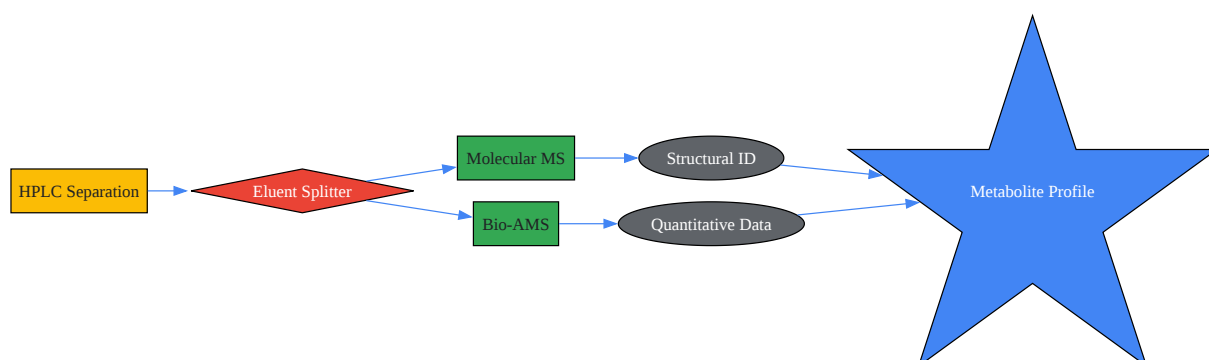 HPLC Separation
Eluent Splitter
Molecular MS
Structural ID
Bio-AMS
Quantitative Data
Metabolite Profile